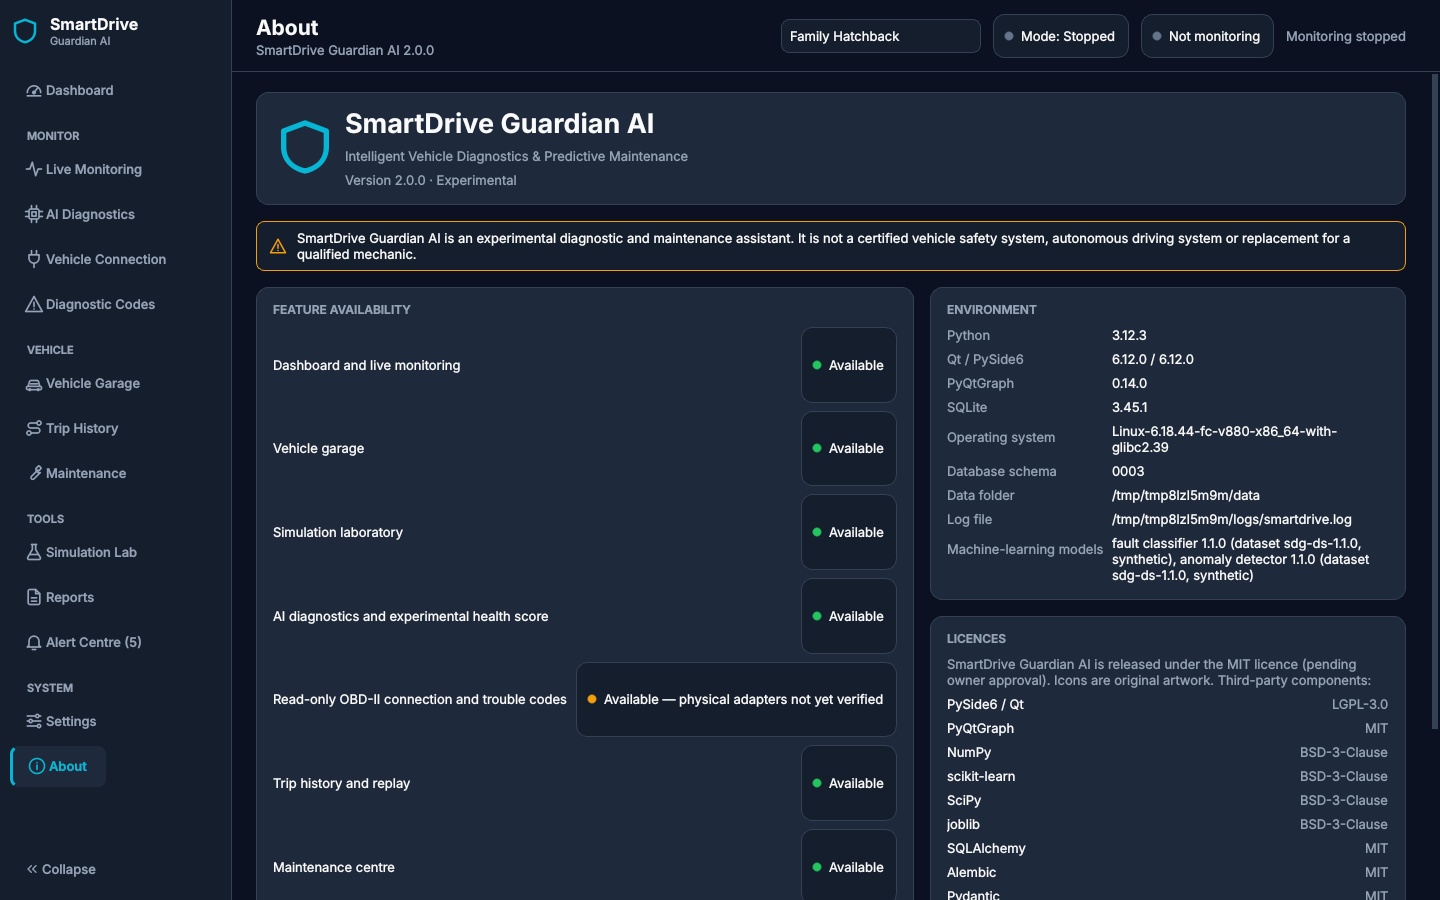 SmartDrive
Guardian AI
Dashboard
MONITOR
Live Monitoring
AI Diagnostics
Vehicle Connection
Diagnostic Codes
VEHICLE
Vehicle Garage
Trip History
Maintenance
TOOLS
Simulation Lab
Reports
Alert Centre (5)
SYSTEM
Settings
About
Collapse
About
SmartDrive Guardian AI 2.0.0
Family Hatchback
Mode: Stopped
Not monitoring
Monitoring stopped
SmartDrive Guardian AI
Intelligent Vehicle Diagnostics & Predictive Maintenance
Version 2.0.0 · Experimental
SmartDrive Guardian AI is an experimental diagnostic and maintenance assistant. It is not a certified vehicle safety system, autonomous driving system or replacement for a
qualified mechanic.
FEATURE AVAILABILITY
Dashboard and live monitoring Available
Vehicle garage Available
Simulation laboratory Available
AI diagnostics and experimental health score Available
Read-only OBD-II connection and trouble codes Available — physical adapters not yet verified
Trip history and replay Available
Maintenance centre Available
ENVIRONMENT
Python 3.12.3
Qt / PySide6 6.12.0 / 6.12.0
PyQtGraph 0.14.0
SQLite 3.45.1
Operating system Linux-6.18.44-fc-v880-x86_64-with-
glibc2.39
Database schema 0003
Data folder /tmp/tmp8lzl5m9m/data
Log file /tmp/tmp8lzl5m9m/logs/smartdrive.log
Machine-learning models fault classifier 1.1.0 (dataset sdg-ds-1.1.0,
synthetic), anomaly detector 1.1.0 (dataset
sdg-ds-1.1.0, synthetic)
LICENCES
SmartDrive Guardian AI is released under the MIT licence (pending
owner approval). Icons are original artwork. Third-party components:
PySide6 / Qt LGPL-3.0
PyQtGraph MIT
NumPy BSD-3-Clause
scikit-learn BSD-3-Clause
SciPy BSD-3-Clause
joblib BSD-3-Clause
SQLAlchemy MIT
Alembic MIT
Pydantic MIT